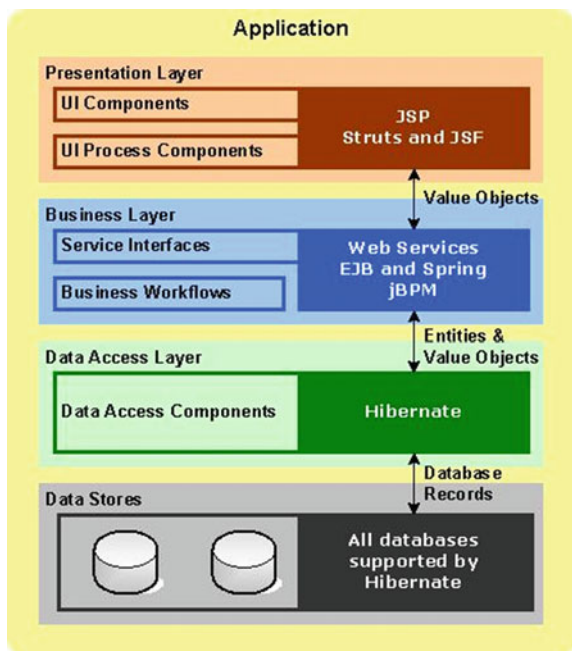 Application
Presentation Layer
UI Components
UI Process Components
JSP
Struts and JSF
Value Objects
Business Layer
Service Interfaces
Business Workflows
Web Services
EJB and Spring
jBPM
Entities &
Value Objects
Data Access Layer
Data Access Components
Hibernate
Database
Records
Data Stores
All databases
supported by
Hibernate